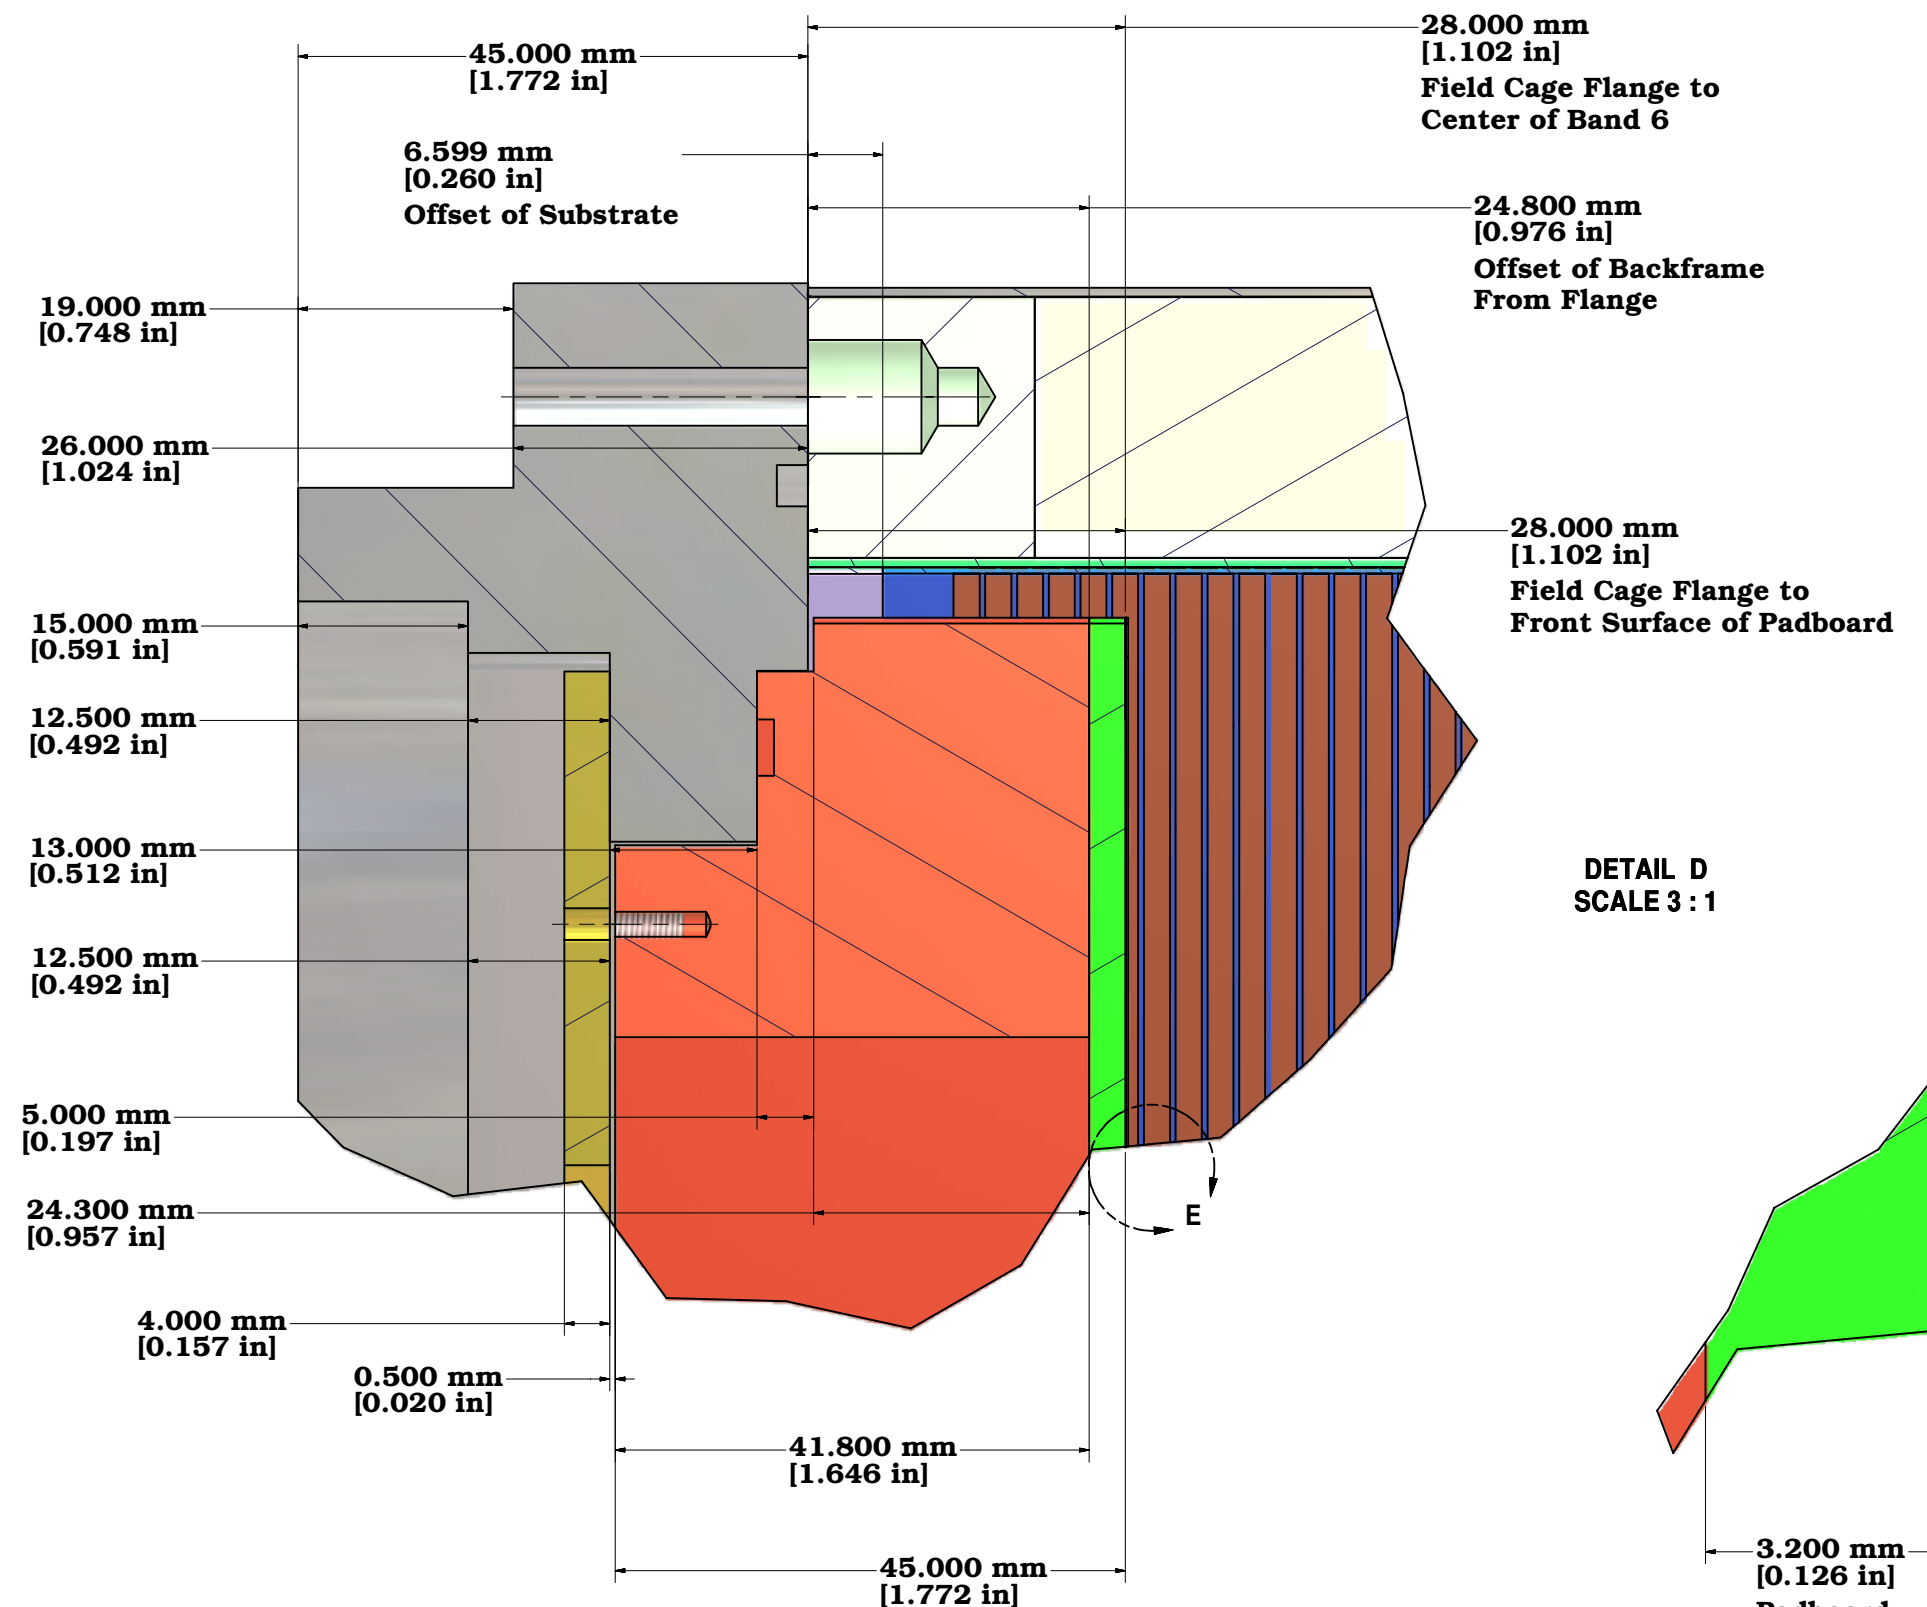 28.000 mm
[1.102 in]
Field Cage Flange to
Center of Band 6
45.000 mm
[1.772 in]
6.599 mm
[0.260 in]
Offset of Substrate
24.800 mm
[0.976 in]
Offset of Backframe
From Flange
19.000 mm
[0.748 in]
26.000 mm
[1.024 in]
28.000 mm
[1.102 in]
Field Cage Flange to
Front Surface of Padboard
15.000 mm
[0.591 in]
12.500 mm
[0.492 in]
13.000 mm
[0.512 in]
DETAIL D
SCALE 3 : 1
12.500 mm
[0.492 in]
5.000 mm
[0.197 in]
24.300 mm
[0.957 in]
E
4.000 mm
[0.157 in]
0.500 mm
[0.020 in]
41.800 mm
[1.646 in]
45.000 mm
[1.772 in]
3.200 mm
[0.126 in]